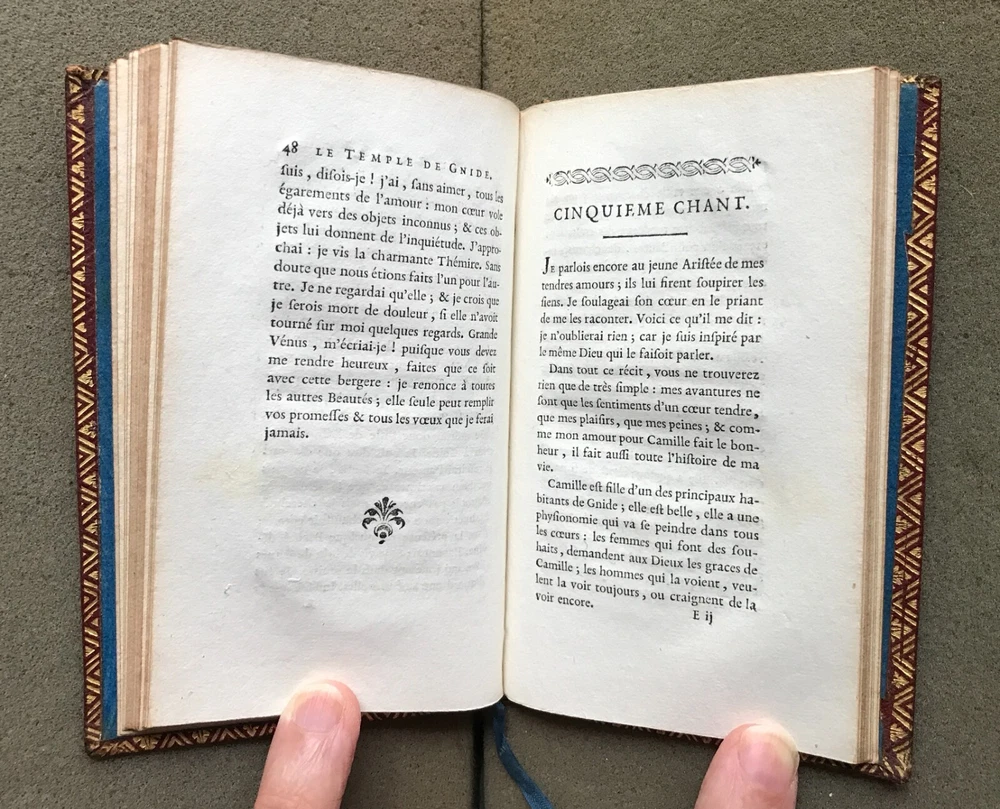 48 LE TEMPLE DE GNIDE.
ſuis, diſois-je ! j'ai, ſans aimer, tous les
égaremens de l'amour : mon cœur vole
déjà vers des objets inconnus ; & ces ob-
jets lui donnent de l'inquiétude. J'appro-
chai : je vis la charmante Thémire. Sans
doute que nous étions faits l'un pour l'au-
tre. Je ne regardai qu'elle ; & je crois que
je ſerois mort de douleur, ſi elle n'avoit
tourné ſur moi quelques regards. Grande
Vénus, m'écriai-je ! puiſque vous devez
me rendre heureux, faites que ce ſoit
avec cette bergere : je renonce à toutes
les autres Beautés ; elle ſeule peut remplir
vos promeſſes & tous les vœux que je ferai
jamais.
CINQUIEME CHANT.
JE parlois encore au jeune Ariſtée de mes
tendres amours ; ils lui firent ſoupirer les
ſiens. Je ſoulageai ſon cœur en le priant
de me les raconter. Voici ce qu'il me dit :
je n'oublierai rien ; car je ſuis inſpiré par
le même Dieu qui le faiſoit parler.
Dans tout ce récit, vous ne trouverez
rien que de très ſimple : mes avantures ne
ſont que les ſentimens d'un cœur tendre,
que mes plaiſirs, que mes peines ; & com-
me mon amour pour Camille fait le bon-
heur, il fait auſſi toute l'hiſtoire de ma
vie.
Camille eſt fille d'un des principaux ha-
bitants de Gnide ; elle eſt belle, elle a une
phyſionomie qui va ſe peindre dans tous
les cœurs : les femmes qui font des ſou-
haits, demandent aux Dieux les graces de
Camille ; les hommes qui la voient, veu-
lent la voir toujours, ou craignent de la
voir encore.
E ij